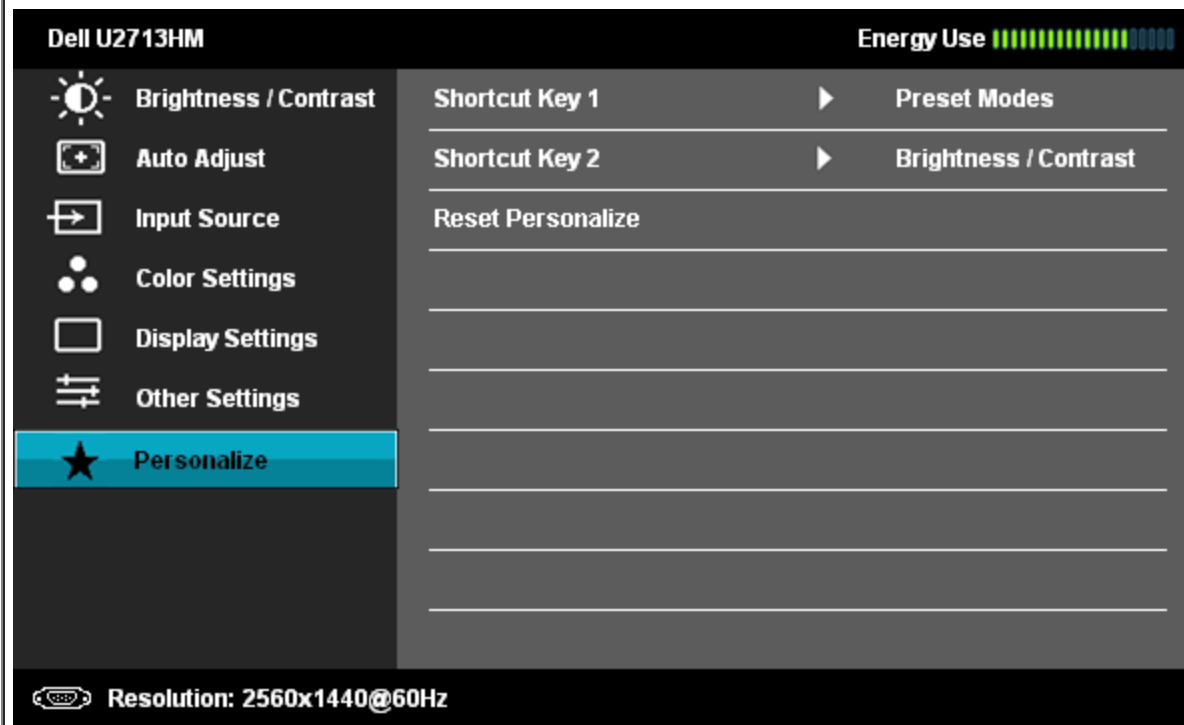 Dell U2713HM Energy Use
Brightness / Contrast Shortcut Key 1 Preset Modes
Auto Adjust Shortcut Key 2 Brightness / Contrast
Input Source Reset Personalize
Color Settings
Display Settings
Other Settings
Personalize
Resolution: 2560x1440@60Hz